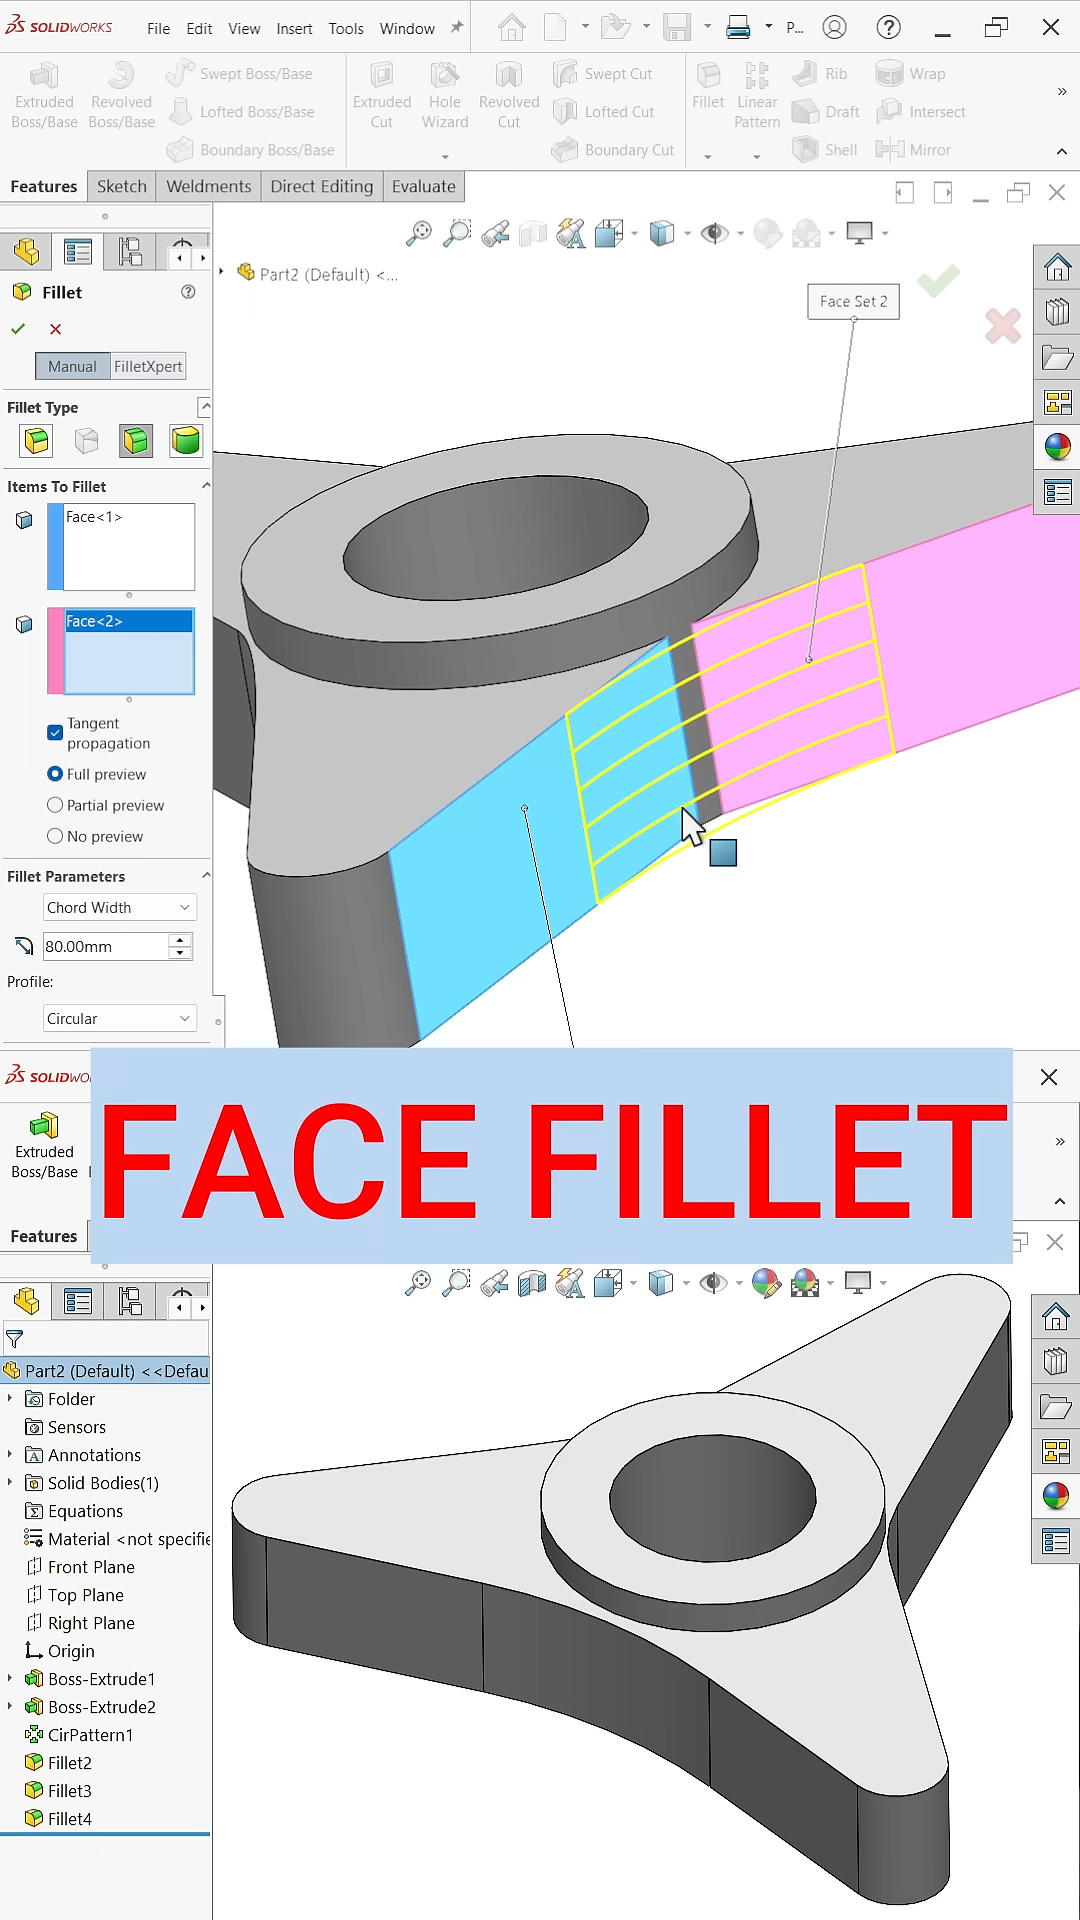 SOLIDWORKS File Edit View Insert Tools Window P...
Extruded Boss/Base
Revolved Boss/Base
Swept Boss/Base
Lofted Boss/Base
Boundary Boss/Base
Extruded Cut
Hole Wizard
Revolved Cut
Swept Cut
Lofted Cut
Boundary Cut
Fillet
Linear Pattern
Rib
Draft
Shell
Wrap
Intersect
Mirror
Features Sketch Weldments Direct Editing Evaluate
Part2 (Default) <...
Fillet
Face Set 2
Manual FilletXpert
Fillet Type
Items To Fillet
Face<1>
Face<2>
Tangent
propagation
Full preview
Partial preview
No preview
Fillet Parameters
Chord Width
80.00mm
Profile:
Circular
FACE FILLET
SOLIDWO
Extruded
Boss/Base
Features
Part2 (Default) <<Defau
Folder
Sensors
Annotations
Solid Bodies(1)
Equations
Material <not specifie
Front Plane
Top Plane
Right Plane
Origin
Boss-Extrude1
Boss-Extrude2
CirPattern1
Fillet2
Fillet3
Fillet4